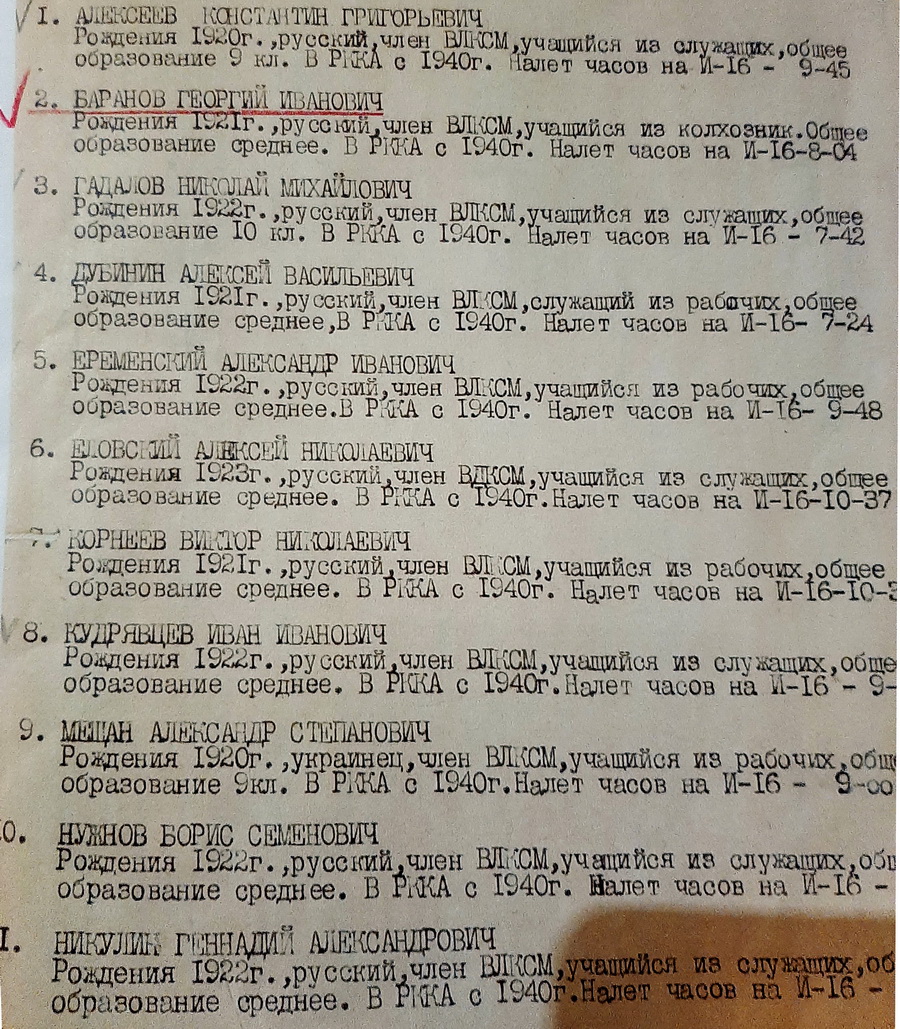 1. АЛЕКСЕЕВ КОНСТАНТИН ГРИГОРЬЕВИЧ
Рождения 1920г.,русский,член ВЛКСМ,учащийся из служащих,общее
образование 9 кл. В РККА с 1940г. Налет часов на И-16 - 9-45
2. БАРАНОВ ГЕОРГИЙ ИВАНОВИЧ
Рождения 1921г.,русский,член ВЛКСМ,учащийся из колхозник.Общее
образование среднее. В РККА с 1940г. Налет часов на И-16-8-04
3. ГАДАЛОВ НИКОЛАЙ МИХАЙЛОВИЧ
Рождения 1922г.,русский,член ВЛКСМ,учащийся из служащих,общее
образование 10 кл. В РККА с 1940г. Налет часов на И-16 - 7-42
4. ДУБИНИН АЛЕКСЕЙ ВАСИЛЬЕВИЧ
Рождения 1921г.,русский,член ВЛКСМ,служащий из рабочих,общее
образование среднее,В РККА с 1940г. Налет часов на И-16- 7-24
5. ЕРЕМЕНСКИЙ АЛЕКСАНДР ИВАНОВИЧ
Рождения 1922г.,русский,член ВЛКСМ,учащийся из рабочих,общее
образование среднее.В РККА с 1940г. Налет часов на И-16- 9-48
6. ЕЛОВСКИЙ АЛЕКСЕЙ НИКОЛАЕВИЧ
Рождения 1923г.,русский,член ВЛКСМ,учащийся из служащих,общее
образование среднее. В РККА с 1940г.Налет часов на И-16-10-37
7. КОРНЕЕВ ВИКТОР НИКОЛАЕВИЧ
Рождения 1921г.,русский,член ВЛКСМ,учащийся из рабочих,общее
образование среднее. В РККА с 1940г. Налет часов на И-16-10-3
8. КУДРЯВЦЕВ ИВАН ИВАНОВИЧ
Рождения 1922г.,русский,член ВЛКСМ,учащийся из служащих,обще
образование среднее. В РККА с 1940г.Налет часов на И-16 - 9-
9. МЕЩАН АЛЕКСАНДР СТЕПАНОВИЧ
Рождения 1920г.,украинец,член ВЛКСМ,учащийся из рабочих,общ
образование 9кл. В РККА с 1940г.Налет часов на И-16 - 9-00
0. НУЖНОВ БОРИС СЕМЕНОВИЧ
Рождения 1922г.,русский,член ВЛКСМ,учащийся из служащих,общ
образование среднее. В РККА с 1940г. Налет часов на И-16 -
1. НИКУЛИН ГЕННАДИЙ АЛЕКСАНДРОВИЧ
Рождения 1922г.,русский,член ВЛКСМ,учащийся из служащих,об
образование среднее. В РККА с 1940г.Налет часов на И-16 -